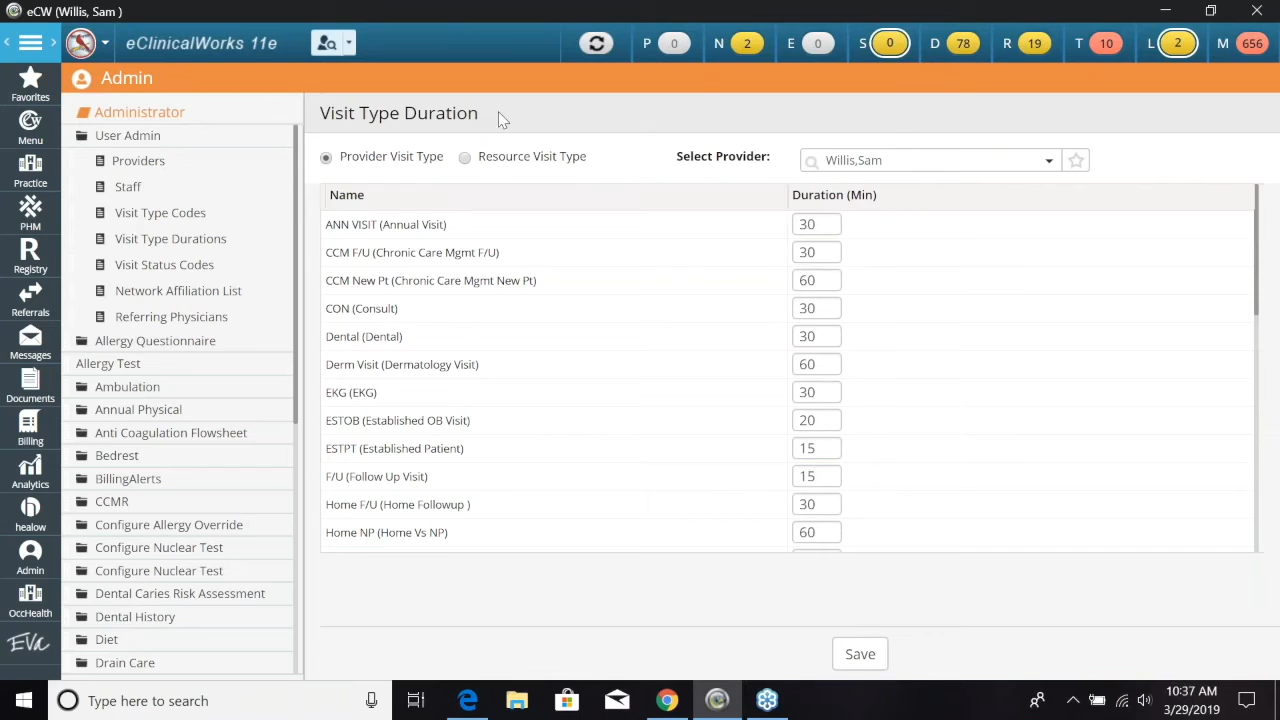 eCW (Willis, Sam )
eClinicalWorks 11e
P 0 N 2 E 0 S 0 D 78 R 19 T 10 L 2 M 656
Admin
Favorites
Menu
Practice
PHM
R
Registry
Referrals
Messages
Documents
Billing
Analytics
healow
Admin
OccHealth
EVA
Administrator
User Admin
Providers
Staff
Visit Type Codes
Visit Type Durations
Visit Status Codes
Network Affiliation List
Referring Physicians
Allergy Questionnaire
Allergy Test
Ambulation
Annual Physical
Anti Coagulation Flowsheet
Bedrest
BillingAlerts
CCMR
Configure Allergy Override
Configure Nuclear Test
Configure Nuclear Test
Dental Caries Risk Assessment
Dental History
Diet
Drain Care
Visit Type Duration
Provider Visit Type Resource Visit Type Select Provider: Willis,Sam
Name Duration (Min)
ANN VISIT (Annual Visit) 30
CCM F/U (Chronic Care Mgmt F/U) 30
CCM New Pt (Chronic Care Mgmt New Pt) 60
CON (Consult) 30
Dental (Dental) 30
Derm Visit (Dermatology Visit) 60
EKG (EKG) 30
ESTOB (Established OB Visit) 20
ESTPT (Established Patient) 15
F/U (Follow Up Visit) 15
Home F/U (Home Followup ) 30
Home NP (Home Vs NP) 60
Save
Type here to search
10:37 AM
3/29/2019